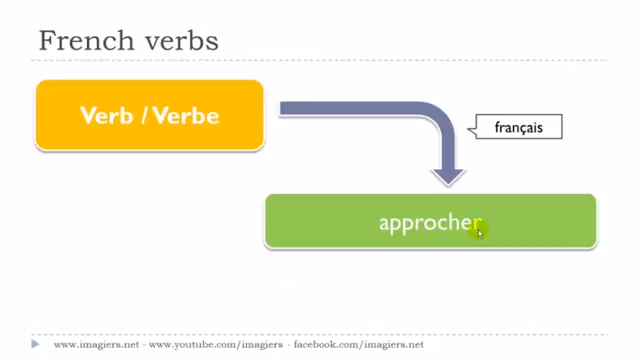 French verbs
Verb / Verbe
français
approcher
www.imagiers.net - www.youtube.com/imagiers - facebook.com/imagiers.net